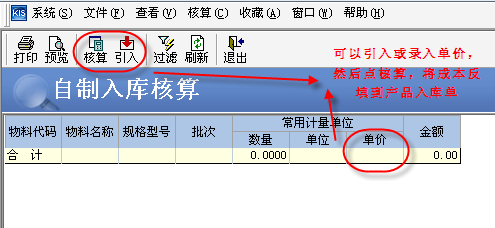 KIS 系统(S) 文件(F) 查看(V) 核算(C) 收藏(A) 窗口(W) 帮助(H)
打印 预览 核算 引入 过滤 刷新 退出
可以引入或录入单价，
然后点核算，将成本反
填到产品入库单
自制入库核算
物料代码 物料名称 规格型号 批次 常用计量单位 金额
数量 单位 单价
合 计 0.0000 0.00